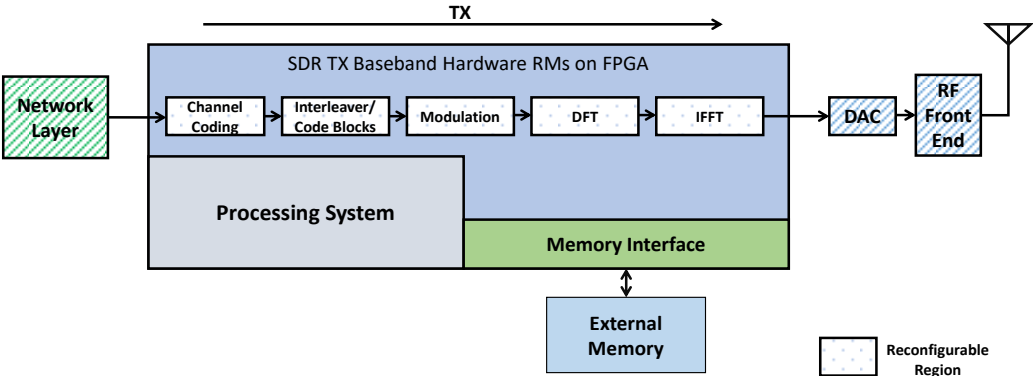 TX
SDR TX Baseband Hardware RMs on FPGA
Network
Layer
Channel
Coding
Interleaver/
Code Blocks
Modulation
DFT
IFFT
DAC
RF
Front
End
Processing System
Memory Interface
External
Memory
Reconfigurable
Region